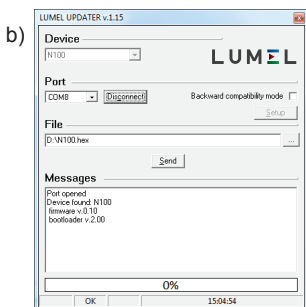 LUMEL UPDATER v.1.15
b)
Device
N100
LUMEL
Port
COM8 Disconnect Backward compatibility mode
Setup
File
D:\N100.hex ...
Send
Messages
Port opened
Device found: N100
firmware v.0.10
bootloader v.2.00
0%
OK 15:04:54